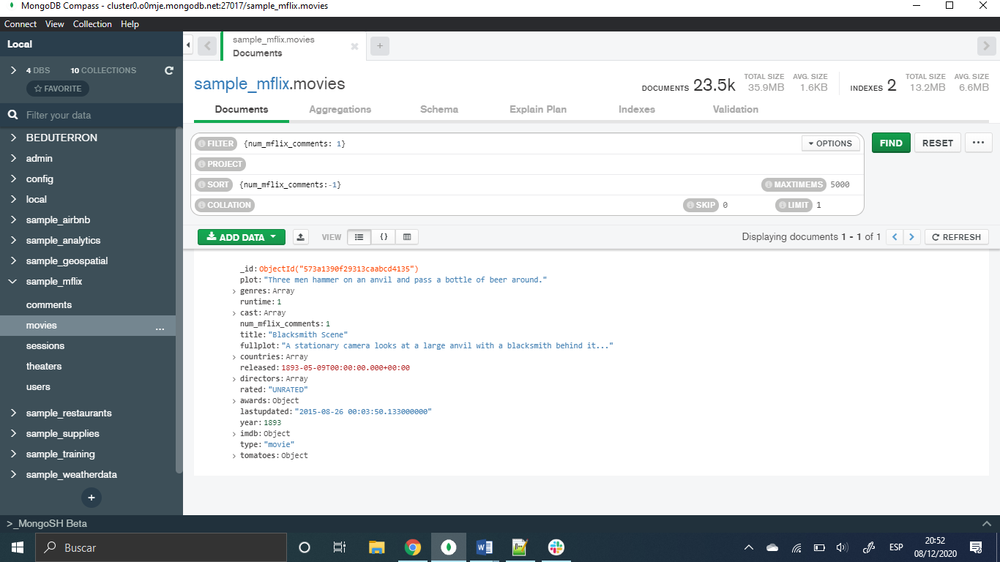 MongoDB Compass - cluster0.o0mje.mongodb.net:27017/sample_mflix.movies
Connect View Collection Help
Local
4 DBS 10 COLLECTIONS
☆ FAVORITE
Filter your data
BEDUTERRON
admin
config
local
sample_airbnb
sample_analytics
sample_geospatial
sample_mflix
comments
movies ...
sessions
theaters
users
sample_restaurants
sample_supplies
sample_training
sample_weatherdata
+
sample_mflix.movies
Documents
+
sample_mflix.movies
DOCUMENTS 23.5k TOTAL SIZE 35.9MB AVG. SIZE 1.6KB INDEXES 2 TOTAL SIZE 13.2MB AVG. SIZE 6.6MB
Documents Aggregations Schema Explain Plan Indexes Validation
FILTER {num_mflix_comments: 1} OPTIONS FIND RESET ...
PROJECT
SORT {num_mflix_comments:-1} MAXTIMEMS 5000
COLLATION SKIP 0 LIMIT 1
ADD DATA VIEW {} Displaying documents 1 - 1 of 1 < > REFRESH
_id: ObjectId("573a1390f29313caabcd4135")
plot: "Three men hammer on an anvil and pass a bottle of beer around."
> genres: Array
runtime: 1
> cast: Array
num_mflix_comments: 1
title: "Blacksmith Scene"
fullplot: "A stationary camera looks at a large anvil with a blacksmith behind it..."
> countries: Array
released: 1893-05-09T00:00:00.000+00:00
> directors: Array
rated: "UNRATED"
> awards: Object
lastupdated: "2015-08-26 00:03:50.133000000"
year: 1893
> imdb: Object
type: "movie"
> tomatoes: Object
>_MongoSH Beta
Buscar
ESP
20:52
08/12/2020